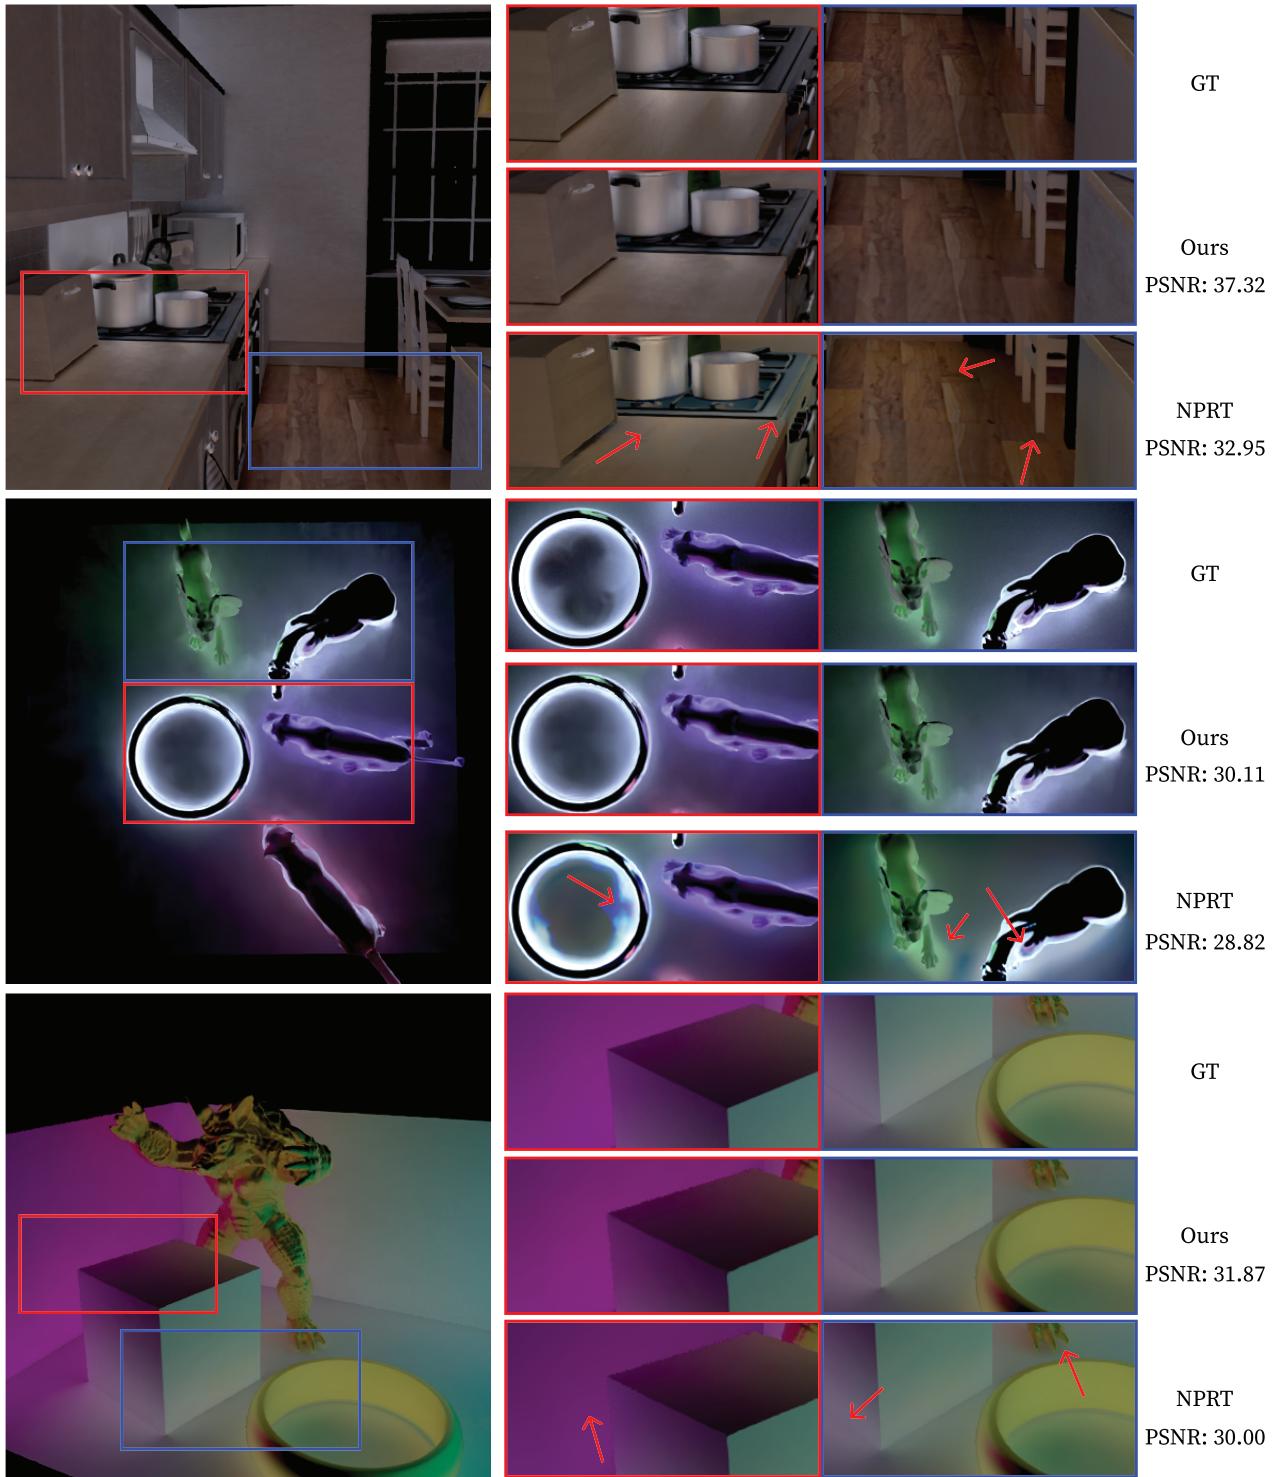 GT
Ours
PSNR: 37.32
NPRT
PSNR: 32.95
GT
Ours
PSNR: 30.11
NPRT
PSNR: 28.82
GT
Ours
PSNR: 31.87
NPRT
PSNR: 30.00